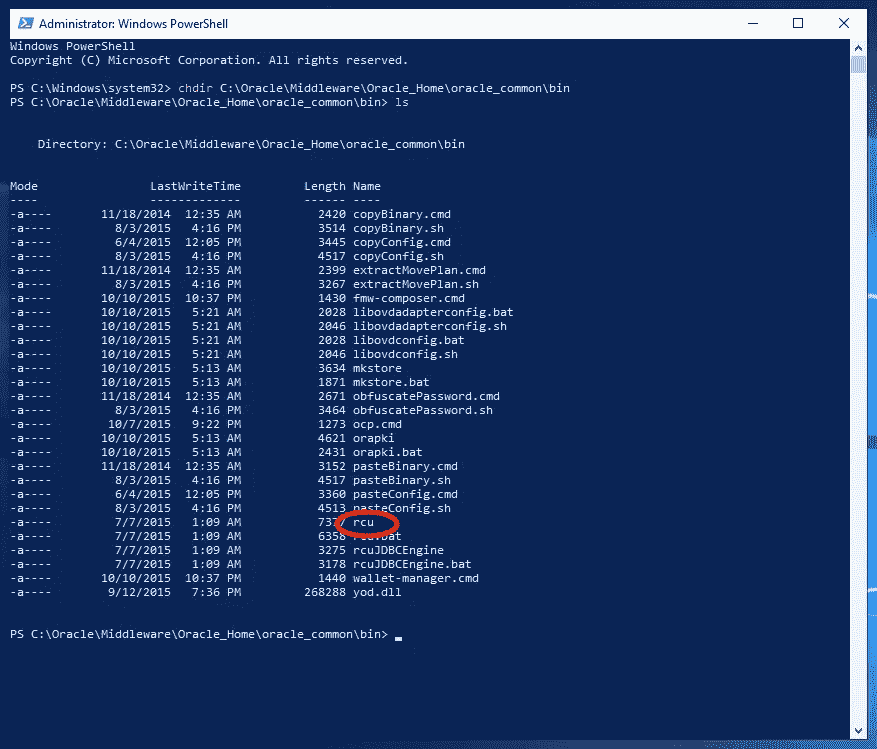 Administrator: Windows PowerShell
Windows PowerShell
Copyright (C) Microsoft Corporation. All rights reserved.
PS C:\Windows\system32> chdir C:\Oracle\Middleware\Oracle_Home\oracle_common\bin
PS C:\Oracle\Middleware\Oracle_Home\oracle_common\bin> ls
Directory: C:\Oracle\Middleware\Oracle_Home\oracle_common\bin
Mode LastWriteTime Length Name
---- ------------- ------ ----
-a---- 11/18/2014 12:35 AM 2420 copyBinary.cmd
-a---- 8/3/2015 4:16 PM 3514 copyBinary.sh
-a---- 6/4/2015 12:05 PM 3445 copyConfig.cmd
-a---- 8/3/2015 4:16 PM 4517 copyConfig.sh
-a---- 11/18/2014 12:35 AM 2399 extractMovePlan.cmd
-a---- 8/3/2015 4:16 PM 3267 extractMovePlan.sh
-a---- 10/10/2015 10:37 PM 1430 fmw-composer.cmd
-a---- 10/10/2015 5:21 AM 2028 libovdadapterconfig.bat
-a---- 10/10/2015 5:21 AM 2046 libovdadapterconfig.sh
-a---- 10/10/2015 5:21 AM 2028 libovdconfig.bat
-a---- 10/10/2015 5:21 AM 2046 libovdconfig.sh
-a---- 10/10/2015 5:13 AM 3634 mkstore
-a---- 10/10/2015 5:13 AM 1871 mkstore.bat
-a---- 11/18/2014 12:35 AM 2671 obfuscatePassword.cmd
-a---- 8/3/2015 4:16 PM 3464 obfuscatePassword.sh
-a---- 10/7/2015 9:22 PM 1273 ocp.cmd
-a---- 10/10/2015 5:13 AM 4621 orapki
-a---- 10/10/2015 5:13 AM 2431 orapki.bat
-a---- 11/18/2014 12:35 AM 3152 pasteBinary.cmd
-a---- 8/3/2015 4:16 PM 4517 pasteBinary.sh
-a---- 6/4/2015 12:05 PM 3360 pasteConfig.cmd
-a---- 8/3/2015 4:16 PM 4513 pasteConfig.sh
-a---- 7/7/2015 1:09 AM rcu
-a---- 7/7/2015 1:09 AM 6358 rcu.bat
-a---- 7/7/2015 1:09 AM 3275 rcuJDBCEngine
-a---- 7/7/2015 1:09 AM 3178 rcuJDBCEngine.bat
-a---- 10/10/2015 10:37 PM 1440 wallet-manager.cmd
-a---- 9/12/2015 7:36 PM 268288 yod.dll
PS C:\Oracle\Middleware\Oracle_Home\oracle_common\bin> _